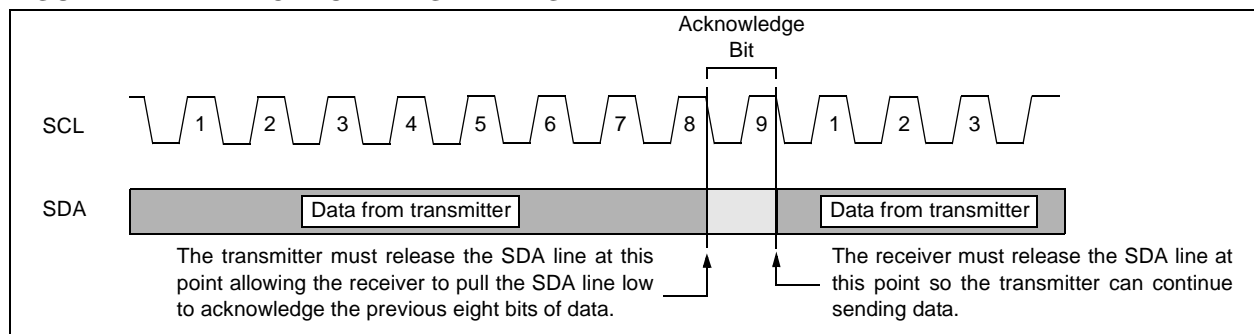 Acknowledge
Bit
SCL
1 2 3 4 5 6 7 8 9 1 2 3
SDA
Data from transmitter
Data from transmitter
The transmitter must release the SDA line at this
point allowing the receiver to pull the SDA line low
to acknowledge the previous eight bits of data.
The receiver must release the SDA line at
this point so the transmitter can continue
sending data.